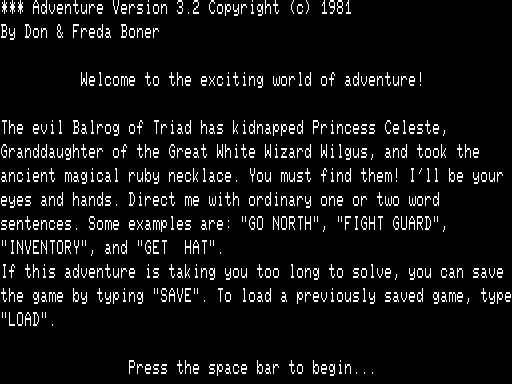 *** Adventure Version 3.2 Copyright (c) 1981
By Don & Freda Boner
Welcome to the exciting world of adventure!
The evil Balrog of Triad has kidnapped Princess Celeste,
Granddaughter of the Great White Wizard Wilgus, and took the
ancient magical ruby necklace. You must find them! I'll be your
eyes and hands. Direct me with ordinary one or two word
sentences. Some examples are: "GO NORTH", "FIGHT GUARD",
"INVENTORY", and "GET  HAT".
If this adventure is taking you too long to solve, you can save
the game by typing "SAVE". To load a previously saved game, type
"LOAD".
Press the space bar to begin...